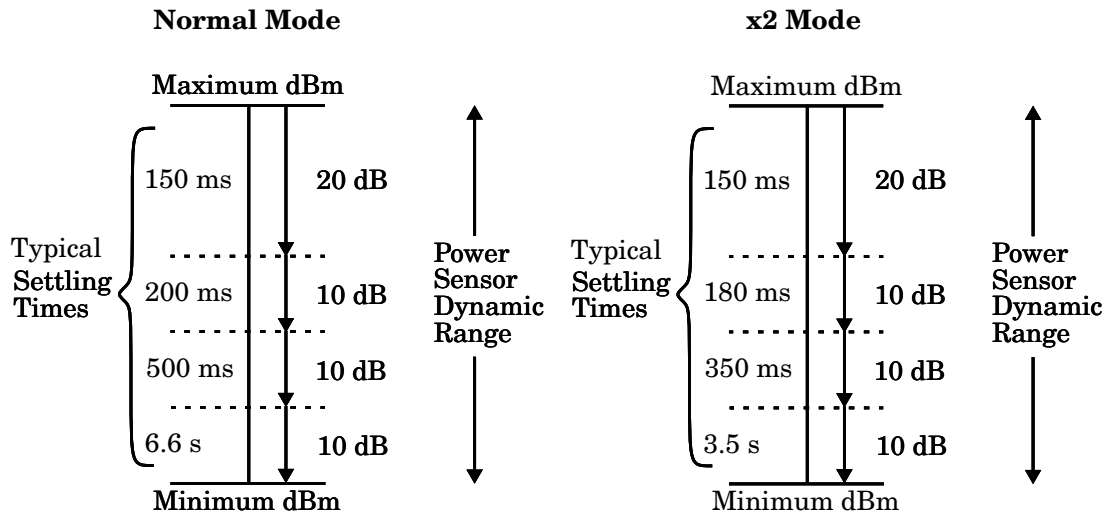 Normal Mode
Maximum dBm
150 ms
20 dB
Typical
Settling
Times
200 ms
10 dB
500 ms
10 dB
6.6 s
10 dB
Minimum dBm
Power
Sensor
Dynamic
Range
x2 Mode
Maximum dBm
150 ms
20 dB
Typical
Settling
Times
180 ms
10 dB
350 ms
10 dB
3.5 s
10 dB
Minimum dBm
Power
Sensor
Dynamic
Range